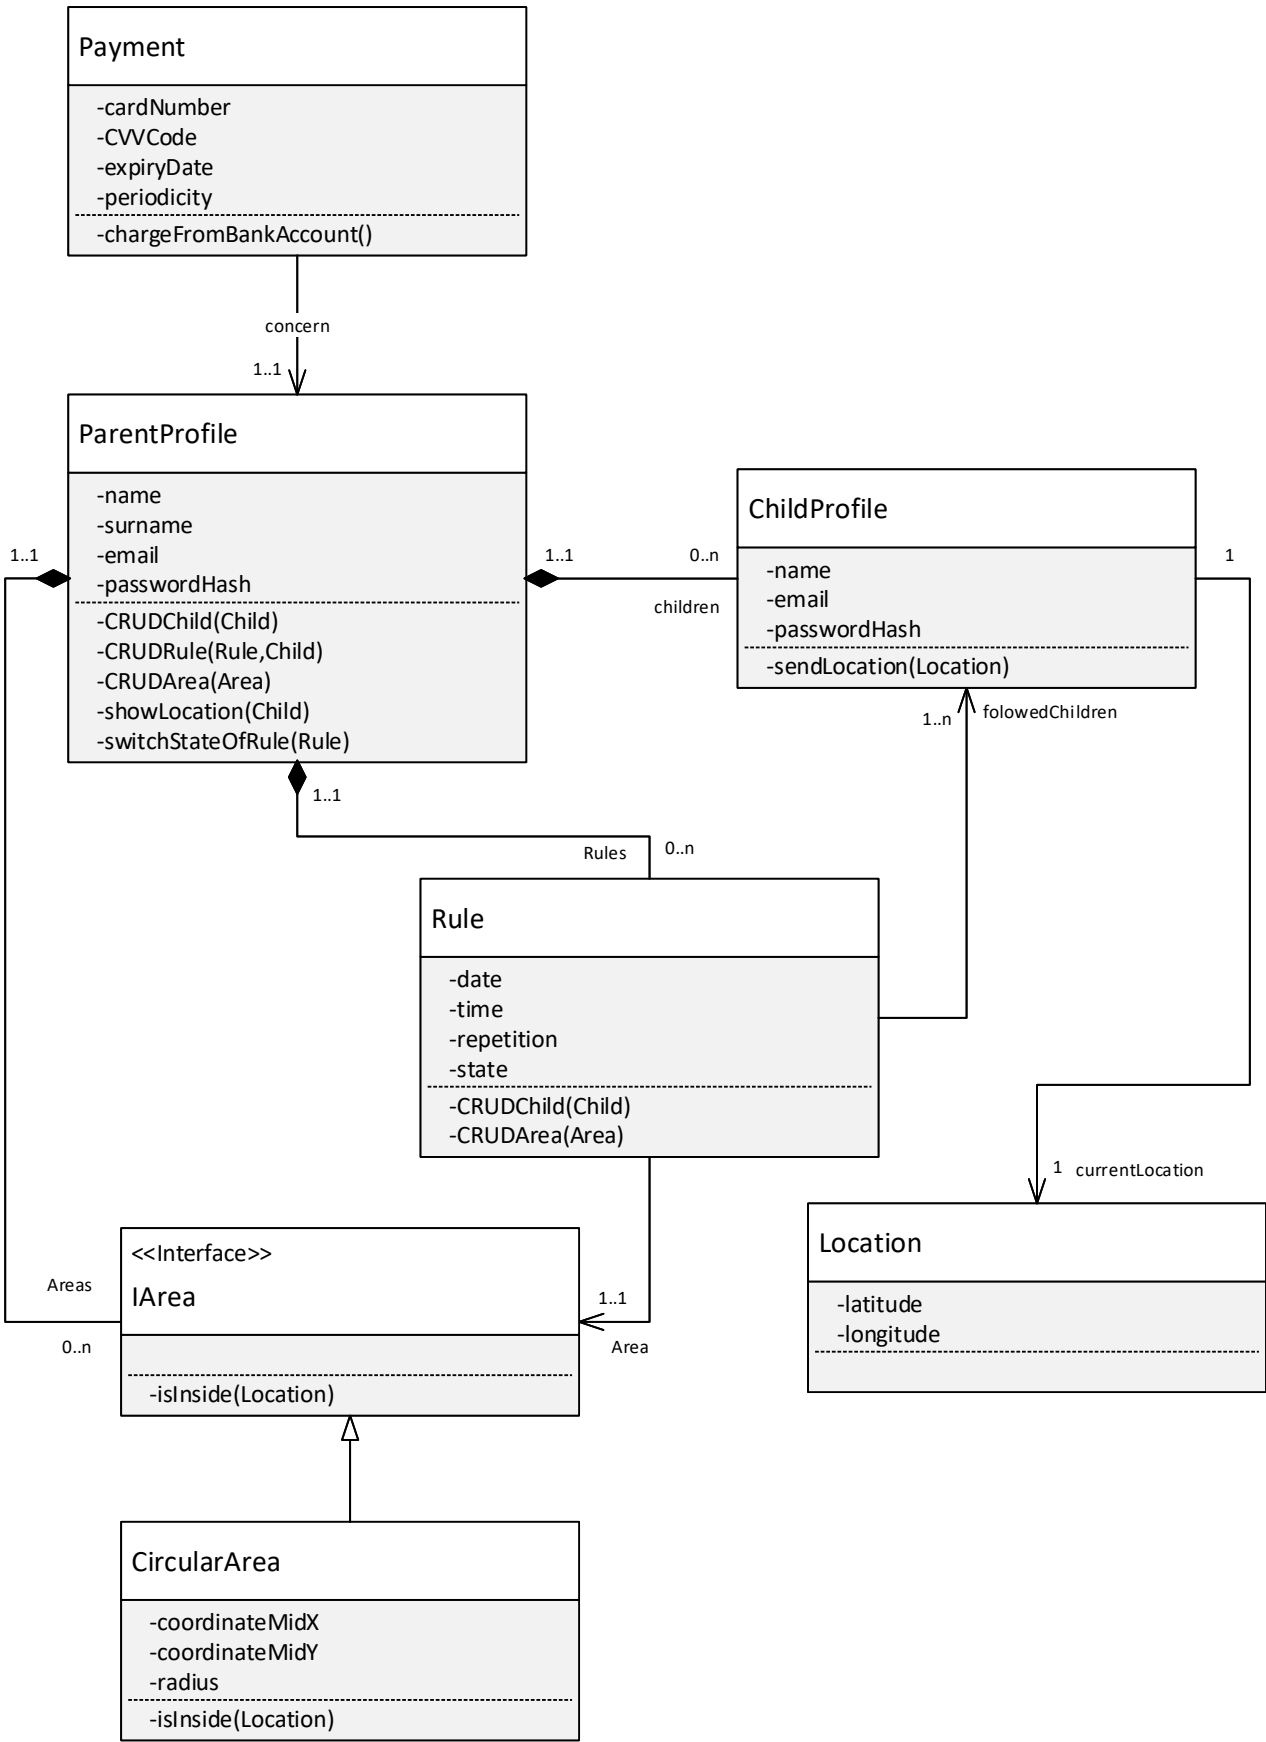 Payment
-cardNumber
-CVVCode
-expiryDate
-periodicity
-chargeFromBankAccount()
concern
1..1
ParentProfile
-name
-surname
-email
-passwordHash
-CRUDChild(Child)
-CRUDRule(Rule,Child)
-CRUDArea(Area)
-showLocation(Child)
-switchStateOfRule(Rule)
1..1
1..1
0..n
children
ChildProfile
-name
-email
-passwordHash
-sendLocation(Location)
1
1..n
folowedChildren
1..1
Rules
0..n
Rule
-date
-time
-repetition
-state
-CRUDChild(Child)
-CRUDArea(Area)
1 currentLocation
Location
-latitude
-longitude
Areas
0..n
<<Interface>>
IArea
-isInside(Location)
1..1
Area
CircularArea
-coordinateMidX
-coordinateMidY
-radius
-isInside(Location)